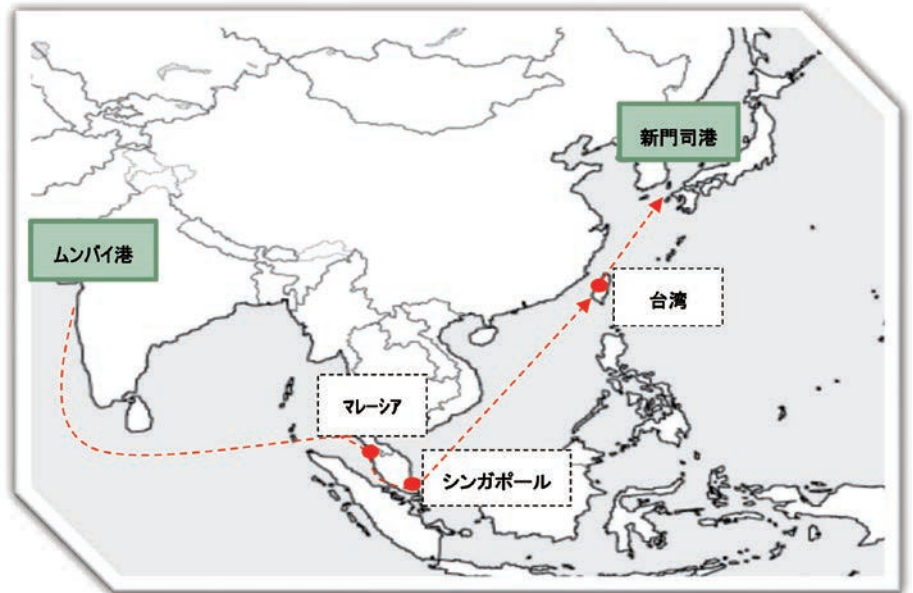 新門司港
ムンバイ港
台湾
マレーシア
シンガポール